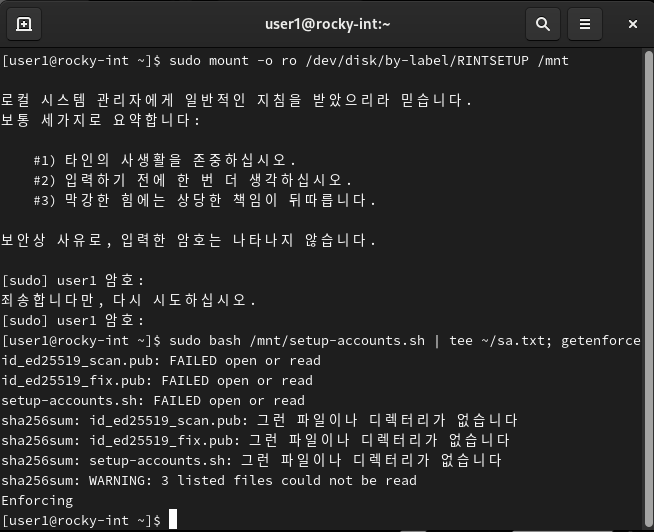 user1@rocky-int:~
[user1@rocky-int ~]$ sudo mount -o ro /dev/disk/by-label/RINTSETUP /mnt
로컬 시스템 관리자에게 일반적인 지침을 받았으리라 믿습니다.
보통 세가지로 요약합니다:
#1) 타인의 사생활을 존중하십시오.
#2) 입력하기 전에 한 번 더 생각하십시오.
#3) 막강한 힘에는 상당한 책임이 뒤따릅니다.
보안상 사유로, 입력한 암호는 나타나지 않습니다.
[sudo] user1 암호:
죄송합니다만, 다시 시도하십시오.
[sudo] user1 암호:
[user1@rocky-int ~]$ sudo bash /mnt/setup-accounts.sh | tee ~/sa.txt; getenforce
id_ed25519_scan.pub: FAILED open or read
id_ed25519_fix.pub: FAILED open or read
setup-accounts.sh: FAILED open or read
sha256sum: id_ed25519_scan.pub: 그런 파일이나 디렉터리가 없습니다
sha256sum: id_ed25519_fix.pub: 그런 파일이나 디렉터리가 없습니다
sha256sum: setup-accounts.sh: 그런 파일이나 디렉터리가 없습니다
sha256sum: WARNING: 3 listed files could not be read
Enforcing
[user1@rocky-int ~]$